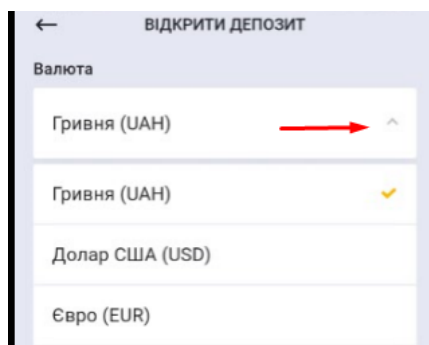 ВІДКРИТИ ДЕПОЗИТ
Валюта
Гривня (UAH)
Гривня (UAH)
Долар США (USD)
Євро (EUR)